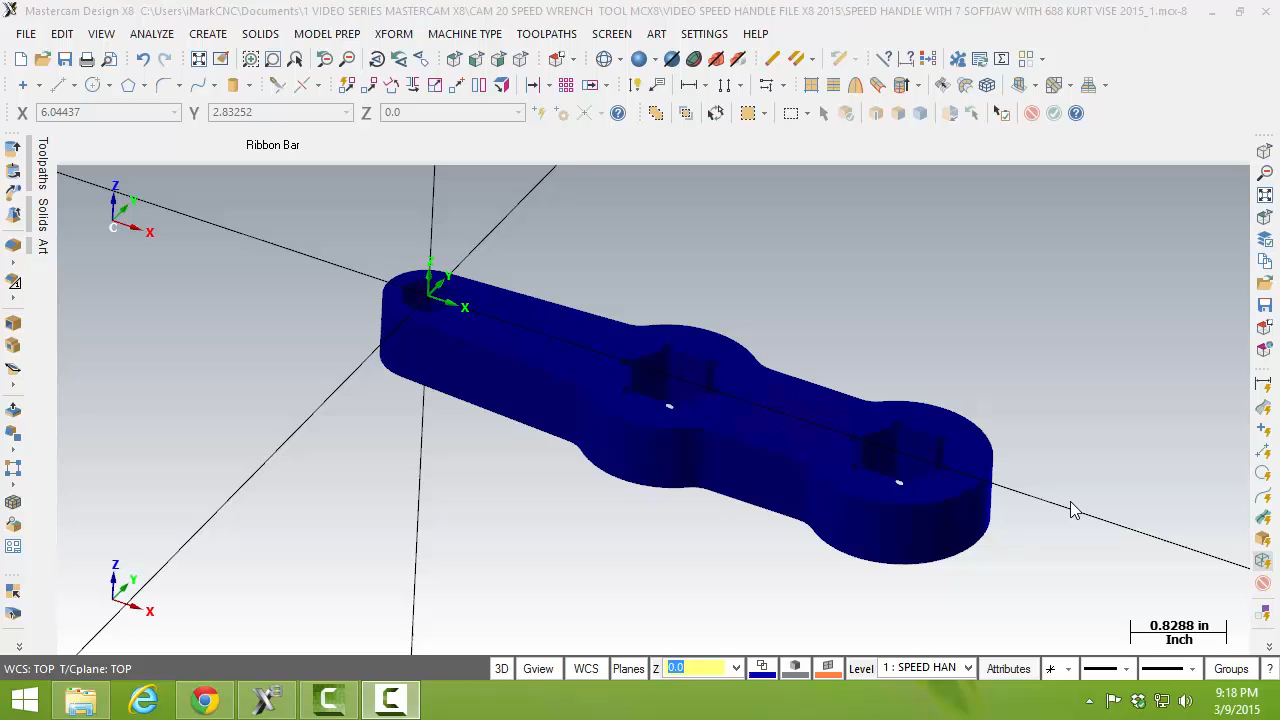 Mastercam Design X8 C:\Users\iMarkCNC\Documents\1 VIDEO SERIES MASTERCAM X8\CAM 20 SPEED WRENCH TOOL MCX8\VIDEO SPEED HANDLE FILE X8 2015\SPEED HANDLE WITH 7 SOFTJAW WITH 688 KURT VISE 2015_1.mcx-8
FILE EDIT VIEW ANALYZE CREATE SOLIDS MODEL PREP XFORM MACHINE TYPE TOOLPATHS SCREEN ART SETTINGS HELP
X 6.04437 Y 2.83252 Z 0.0
Ribbon Bar
Toolpaths
Solids
Art
Z
Y
X
C
Z
Y
X
Z
Y
X
0.8288 in
Inch
WCS: TOP T/Cplane: TOP 3D Gview WCS Planes Z 0.0 Level 1 : SPEED HAN Attributes Groups ?
9:18 PM
3/9/2015